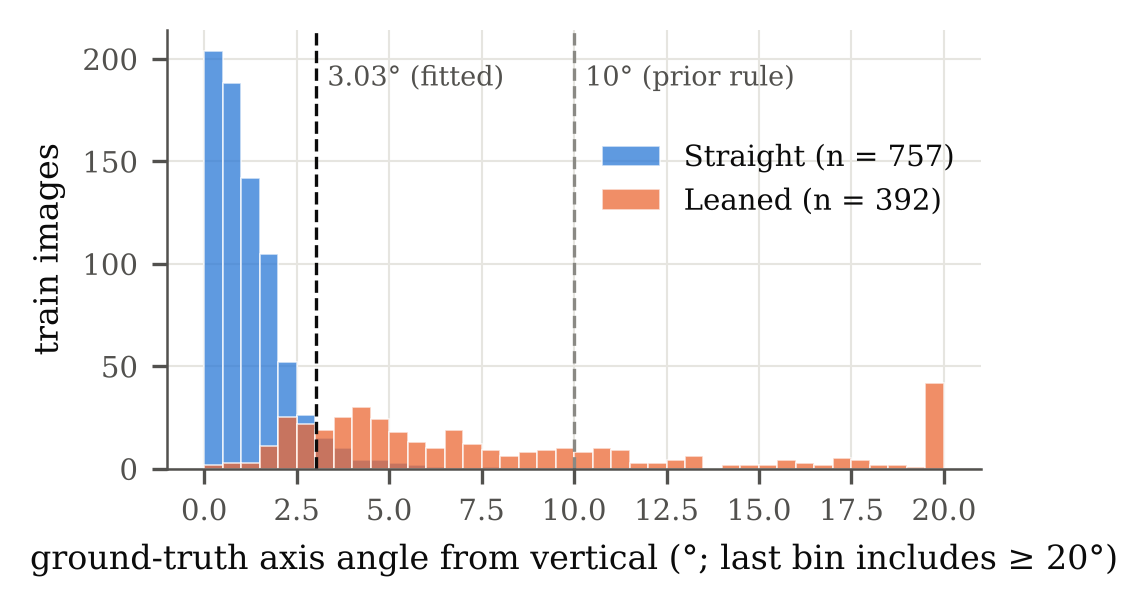 200
150
100
50
0
train images
3.03° (fitted)
10° (prior rule)
Straight (n = 757)
Leaned (n = 392)
0.0 2.5 5.0 7.5 10.0 12.5 15.0 17.5 20.0
ground-truth axis angle from vertical (°; last bin includes ≥ 20°)